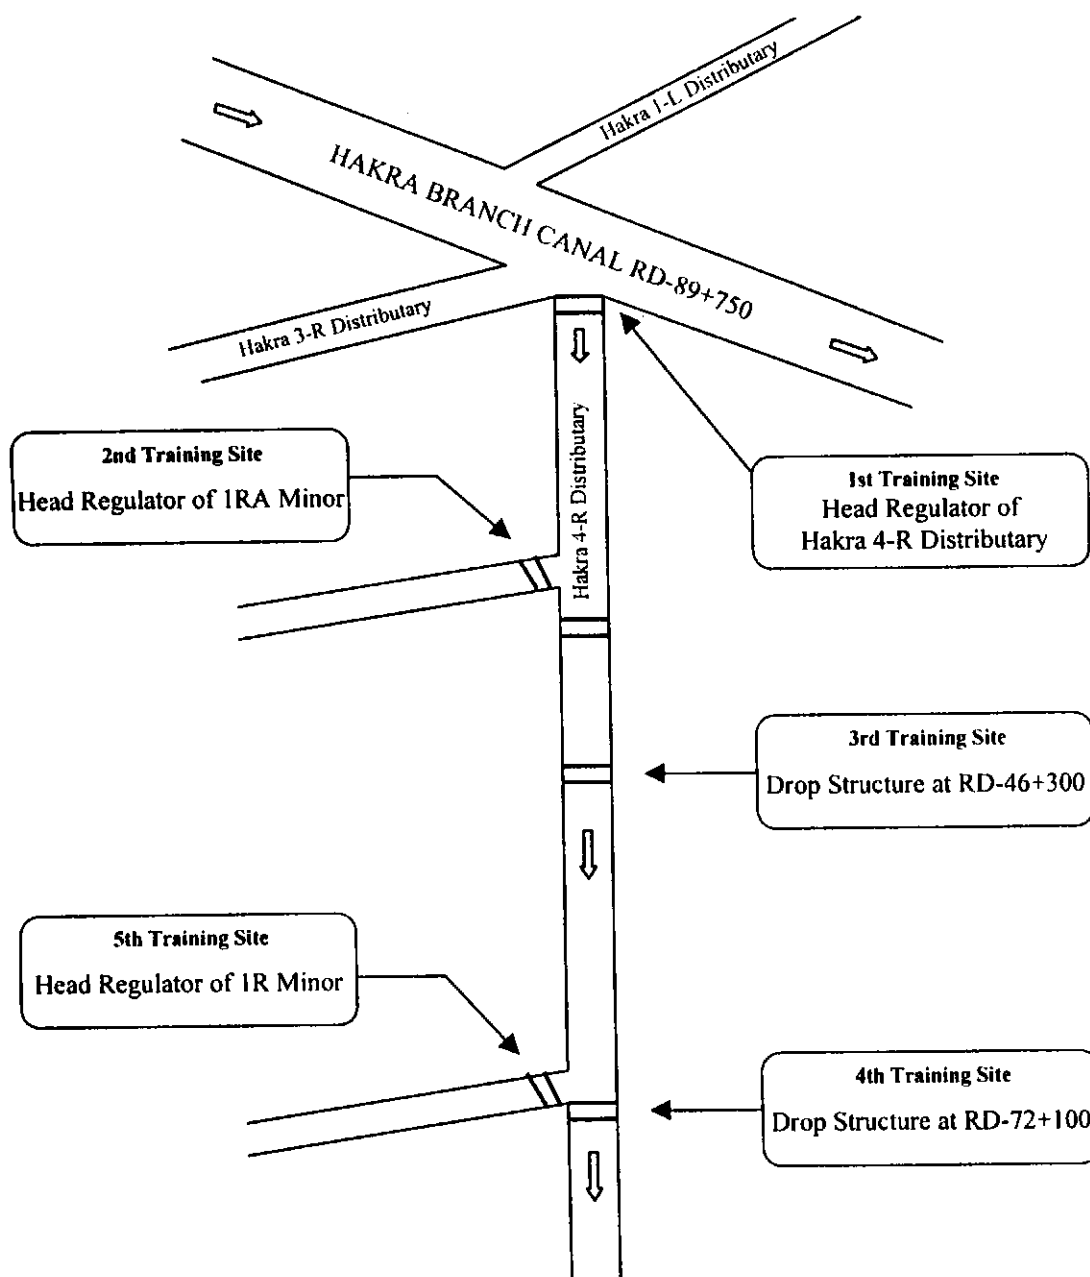 Hakra 1-L Distributary
HAKRA BRANCH CANAL RD-89+750
Hakra 3-R Distributary
Hakra 4-R Distributary
2nd Training Site
Head Regulator of 1RA Minor
1st Training Site
Head Regulator of
Hakra 4-R Distributary
3rd Training Site
Drop Structure at RD-46+300
5th Training Site
Head Regulator of 1R Minor
4th Training Site
Drop Structure at RD-72+100